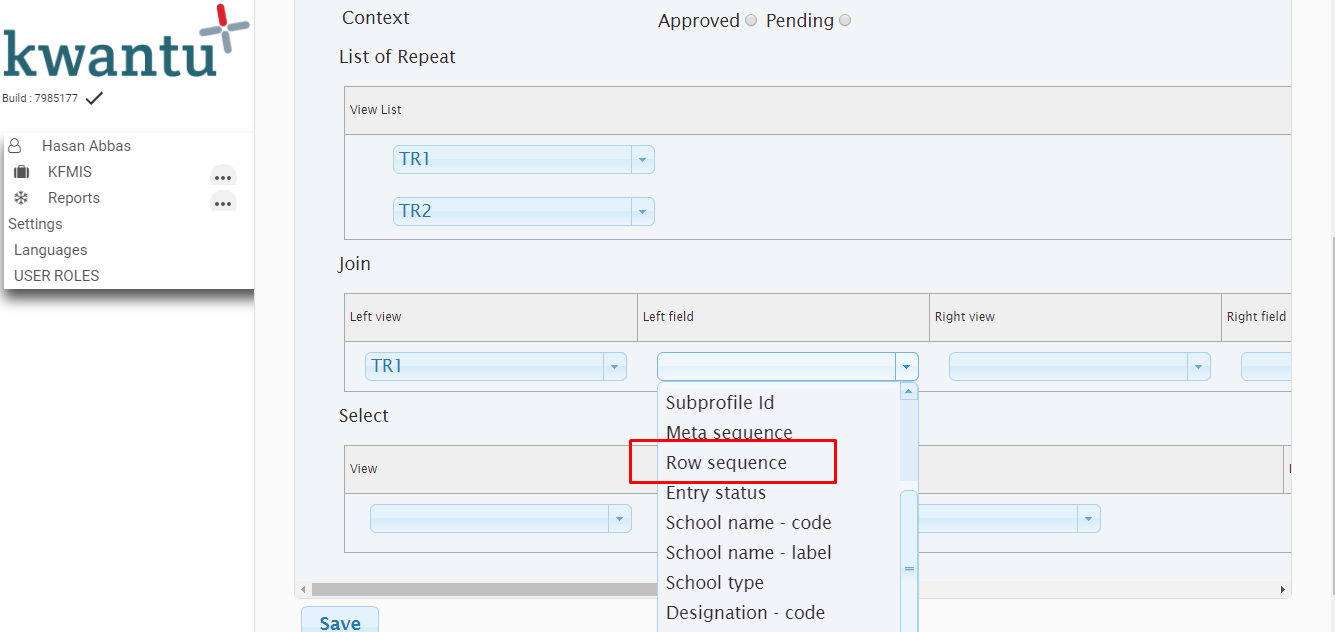 kwantu
Build : 7985177
Hasan Abbas
KFMIS
Reports
Settings
Languages
USER ROLES
Context
Approved Pending
List of Repeat
View List
TR1
TR2
Join
Left view Left field Right view Right field
TR1
Subprofile Id
Meta sequence
Row sequence
Entry status
School name - code
School name - label
School type
Designation - code
Select
View
Save